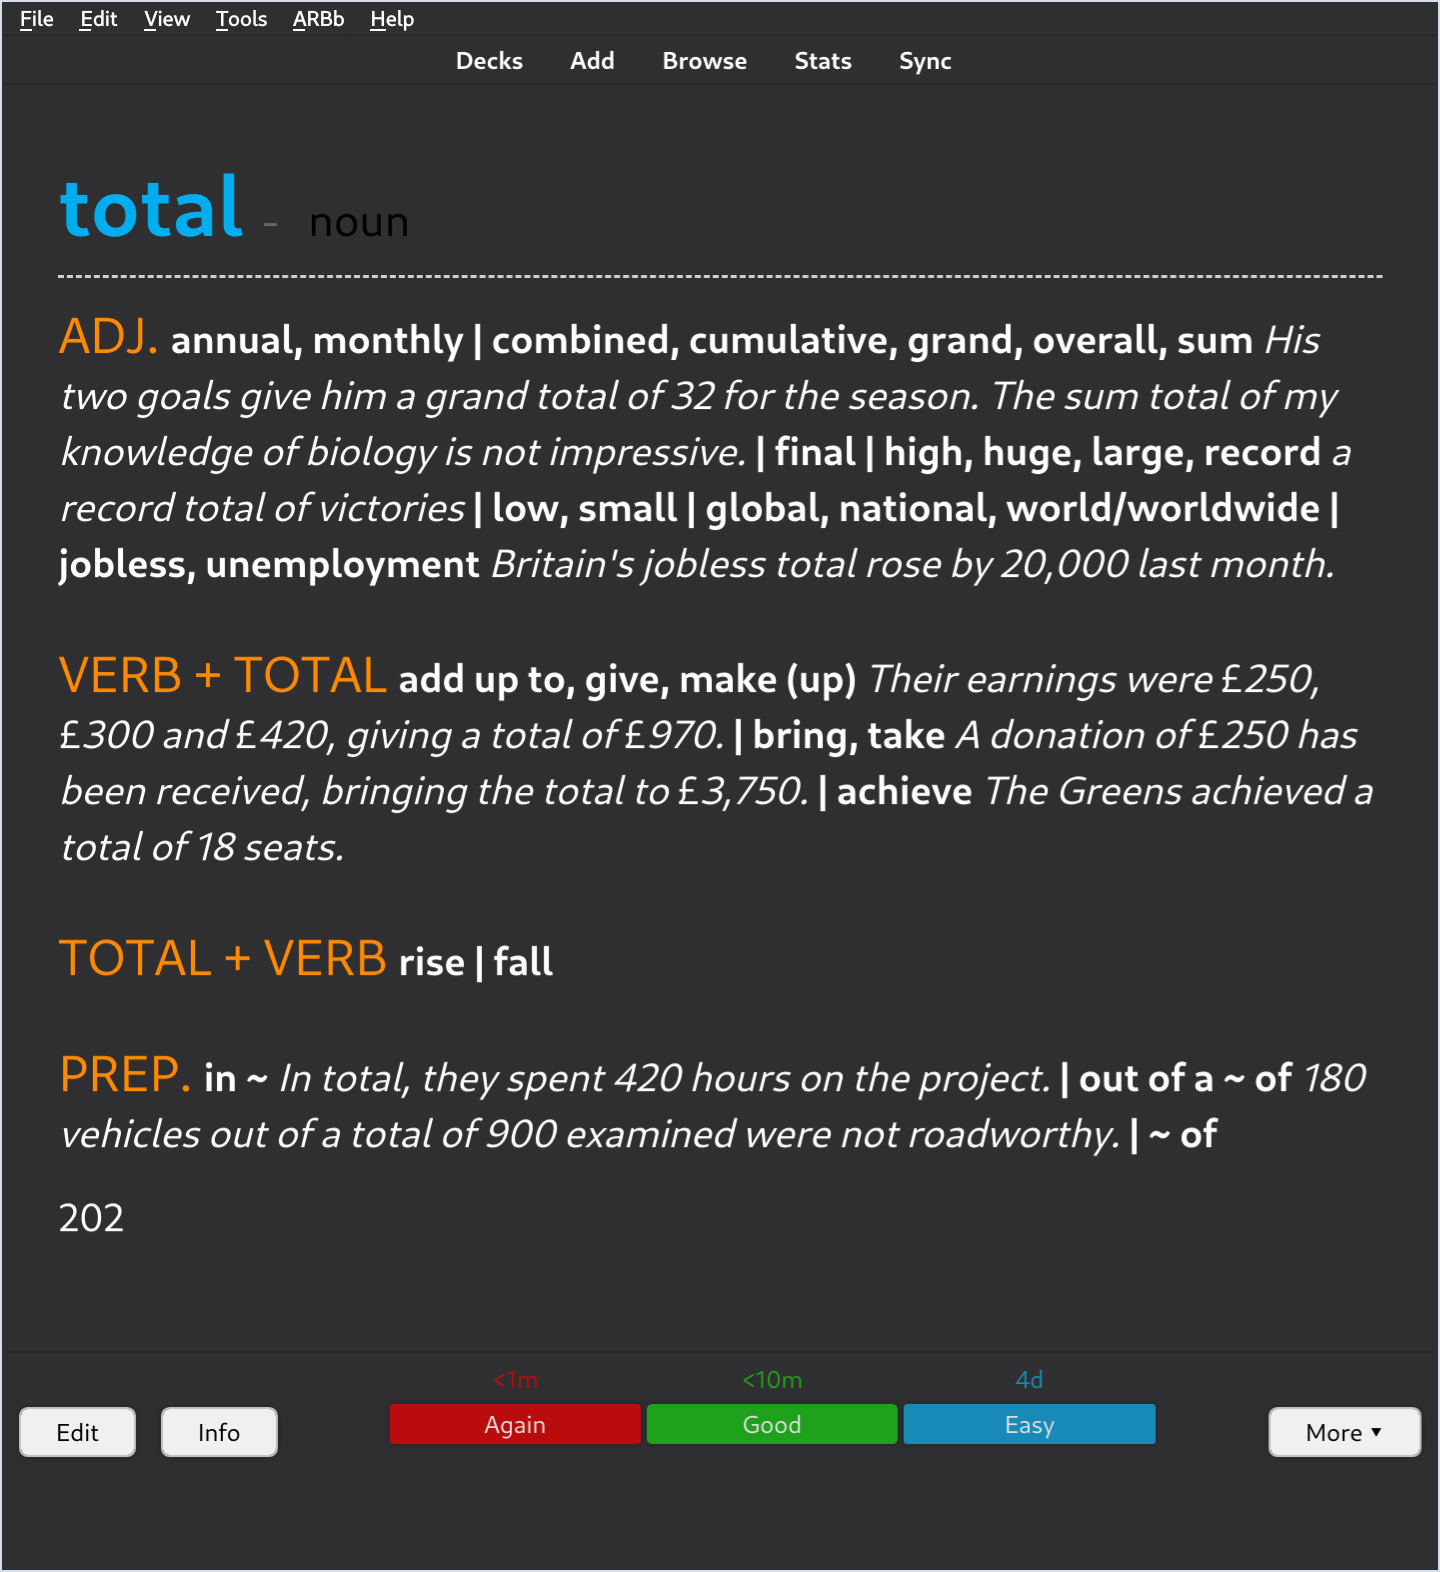 File Edit View Tools ARBb Help
Decks Add Browse Stats Sync
total - noun
ADJ. annual, monthly | combined, cumulative, grand, overall, sum His
two goals give him a grand total of 32 for the season. The sum total of my
knowledge of biology is not impressive. | final | high, huge, large, record a
record total of victories | low, small | global, national, world/worldwide |
jobless, unemployment Britain's jobless total rose by 20,000 last month.
VERB + TOTAL add up to, give, make (up) Their earnings were £250,
£300 and £420, giving a total of £970. | bring, take A donation of £250 has
been received, bringing the total to £3,750. | achieve The Greens achieved a
total of 18 seats.
TOTAL + VERB rise | fall
PREP. in ~ In total, they spent 420 hours on the project. | out of a ~ of 180
vehicles out of a total of 900 examined were not roadworthy. | ~ of
202
<1m <10m 4d
Edit Info Again Good Easy More ▼